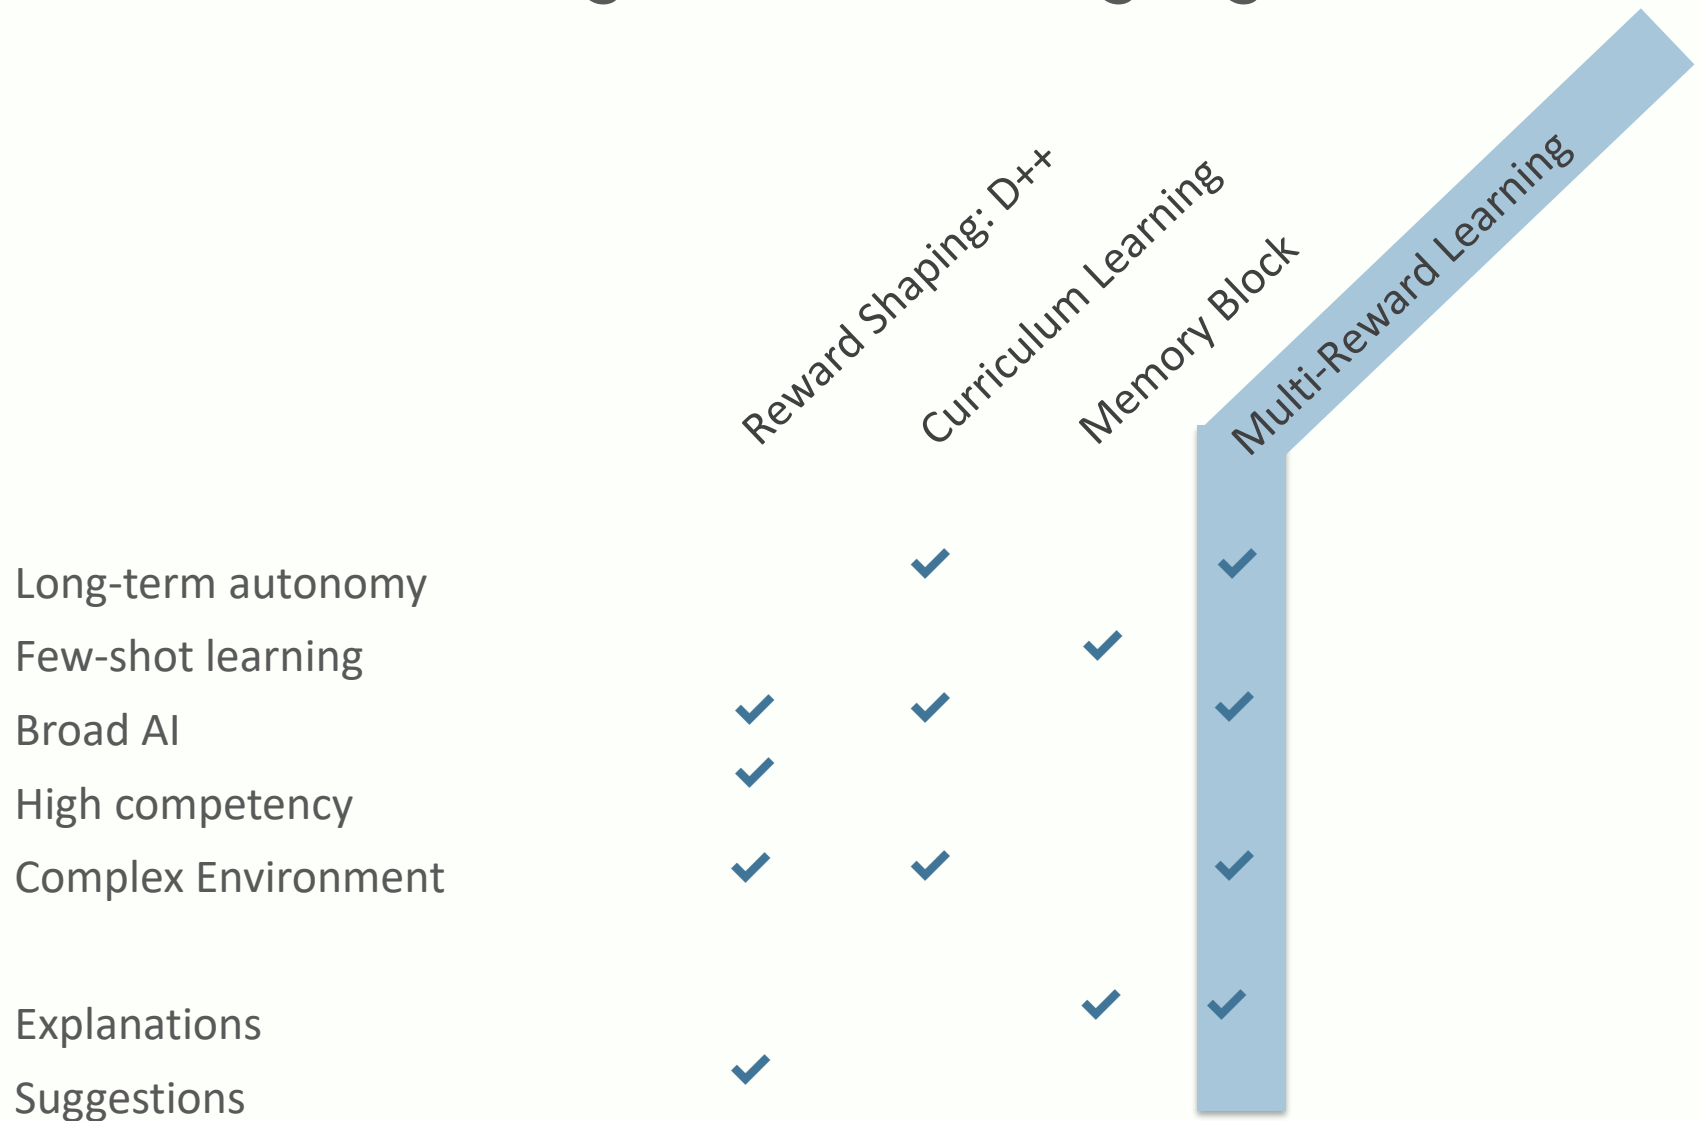 Reward Shaping: D++
Curriculum Learning
Memory Block
Multi-Reward Learning
Long-term autonomy
Few-shot learning
Broad AI
High competency
Complex Environment
Explanations
Suggestions